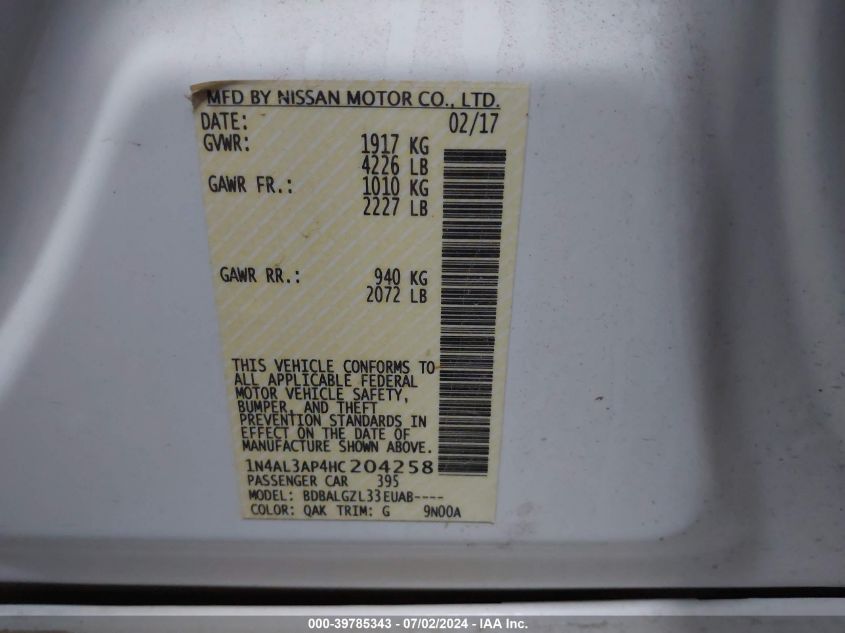 MFD BY NISSAN MOTOR CO., LTD.
DATE: 02/17
GVWR: 1917 KG
4226 LB
GAWR FR.: 1010 KG
2227 LB
GAWR RR.: 940 KG
2072 LB
THIS VEHICLE CONFORMS TO
ALL APPLICABLE FEDERAL
MOTOR VEHICLE SAFETY,
BUMPER, AND THEFT
PREVENTION STANDARDS IN
EFFECT ON THE DATE OF
MANUFACTURE SHOWN ABOVE.
1N4AL3AP4HC204258
PASSENGER CAR 395
MODEL: BDBALGZL33EUAB----
COLOR: QAK TRIM: G 9N00A
000-39785343 - 07/02/2024 - IAA Inc.